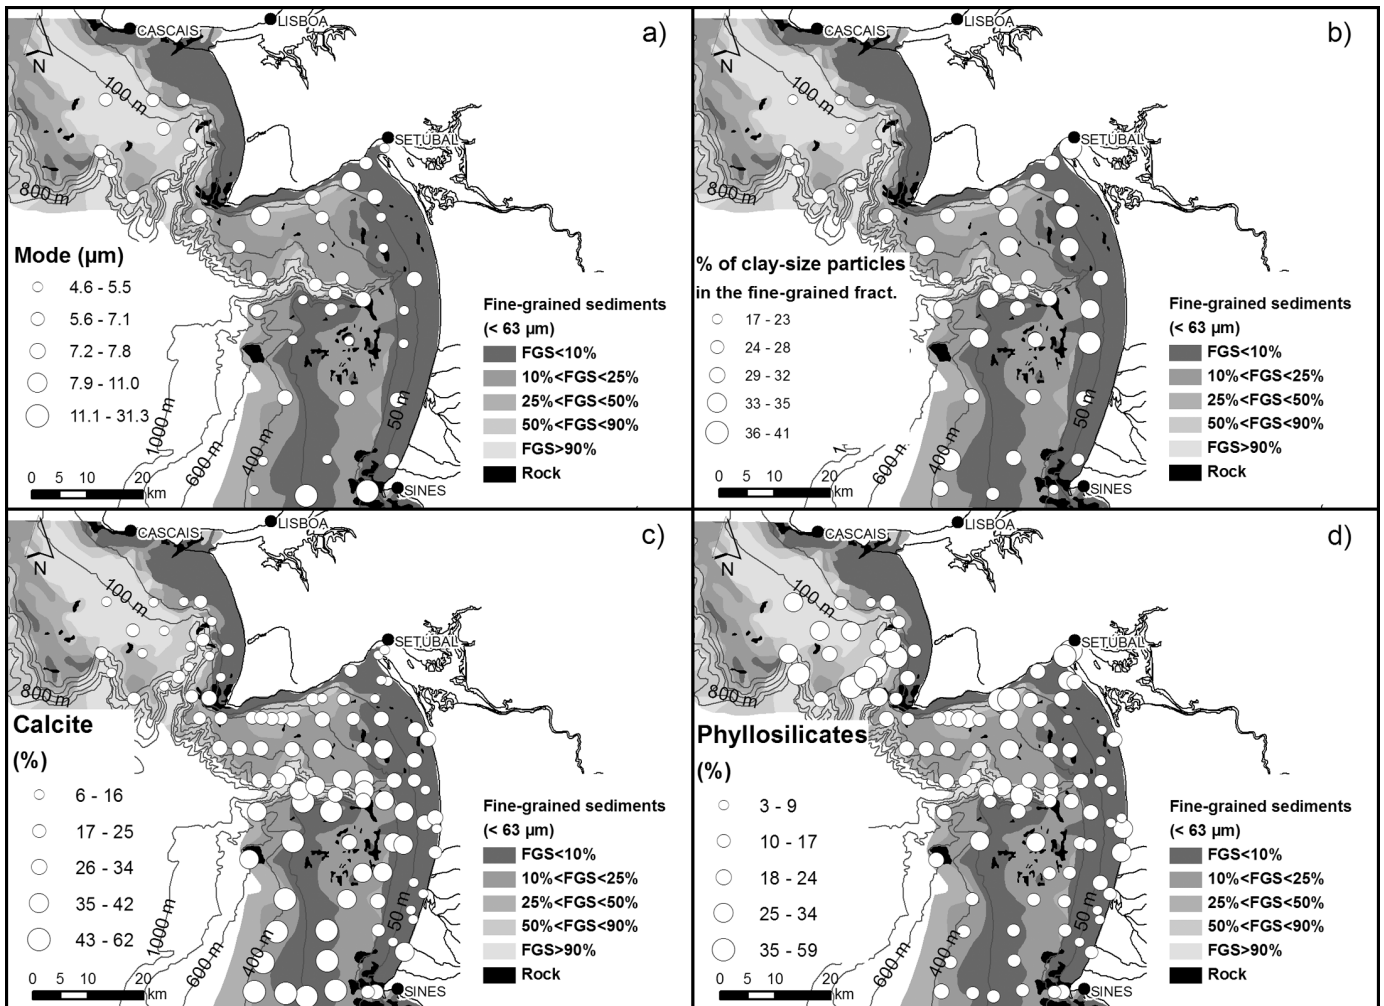 a)
LISBOA
CASCAIS
N
100 m
SETÚBAL
800 m
Mode (µm)
4.6 - 5.5
5.6 - 7.1
7.2 - 7.8
7.9 - 11.0
11.1 - 31.3
Fine-grained sediments
(< 63 µm)
FGS<10%
10%<FGS<25%
25%<FGS<50%
50%<FGS<90%
FGS>90%
Rock
1000 m
600 m
400 m
50 m
0 10 20
km
SINES
b)
LISBOA
CASCAIS
N
100 m
SETÚBAL
800 m
% of clay-size particles
in the fine-grained fract.
17 - 23
24 - 28
29 - 32
33 - 35
36 - 41
Fine-grained sediments
(< 63 µm)
FGS<10%
10%<FGS<25%
25%<FGS<50%
50%<FGS<90%
FGS>90%
Rock
600 m
400 m
50 m
0 10 20
km
SINES
c)
LISBOA
CASCAIS
N
100 m
SETÚBAL
800 m
Calcite
(%)
6 - 16
17 - 25
26 - 34
35 - 42
43 - 62
Fine-grained sediments
(< 63 µm)
FGS<10%
10%<FGS<25%
25%<FGS<50%
50%<FGS<90%
FGS>90%
Rock
1000 m
600 m
400 m
50 m
0 10 20
km
SINES
d)
LISBOA
CASCAIS
N
100 m
SETÚBAL
800 m
Phyllosilicates
(%)
3 - 9
10 - 17
18 - 24
25 - 34
35 - 59
Fine-grained sediments
(< 63 µm)
FGS<10%
10%<FGS<25%
25%<FGS<50%
50%<FGS<90%
FGS>90%
Rock
600 m
400 m
50 m
0 10 20
km
SINES